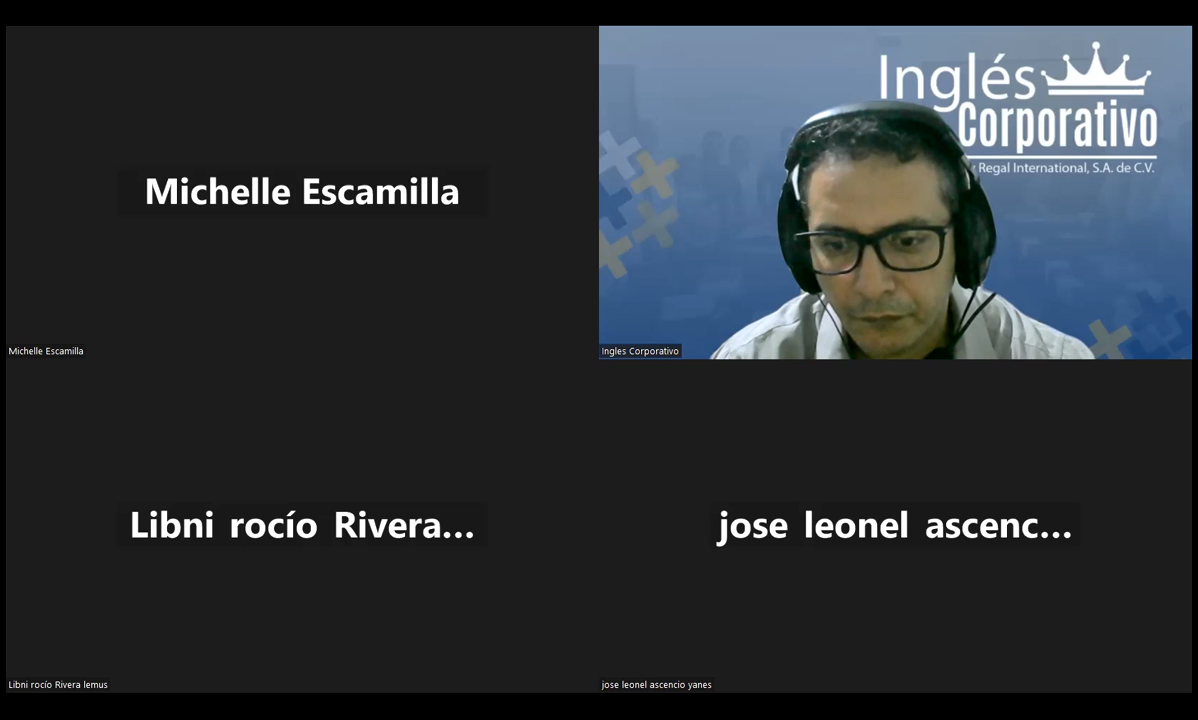 Michelle Escamilla
Michelle Escamilla
Inglés
Corporativo
Regal International, S.A. de C.V.
Ingles Corporativo
Libni rocío Rivera...
Libni rocío Rivera lemus
jose leonel ascenc...
jose leonel ascencio yanes